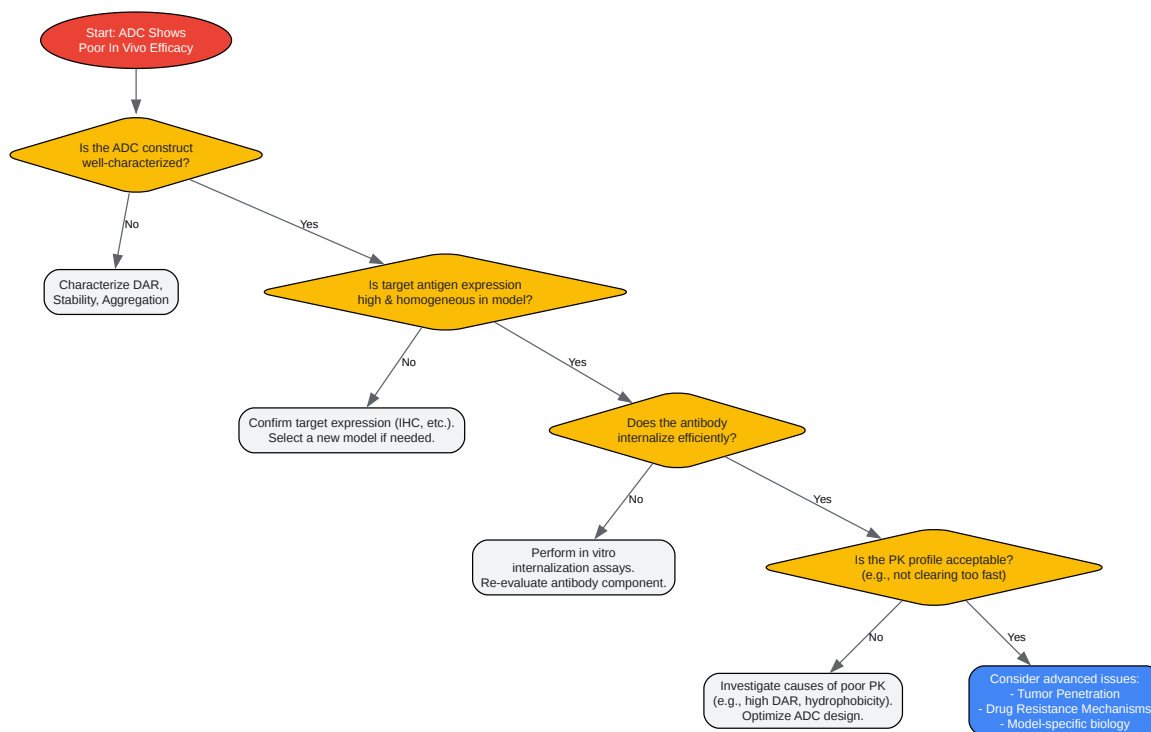 Start: ADC Shows
Poor In Vivo Efficacy
Is the ADC construct
well-characterized?
No
Yes
Characterize DAR,
Stability, Aggregation
Is target antigen expression
high & homogeneous in model?
No
Yes
Confirm target expression (IHC, etc.).
Select a new model if needed.
Does the antibody
internalize efficiently?
No
Yes
Perform in vitro
internalization assays.
Re-evaluate antibody component.
Is the PK profile acceptable?
(e.g., not clearing too fast)
No
Yes
Investigate causes of poor PK
(e.g., high DAR, hydrophobicity).
Optimize ADC design.
Consider advanced issues:
- Tumor Penetration
- Drug Resistance Mechanisms
- Model-specific biology